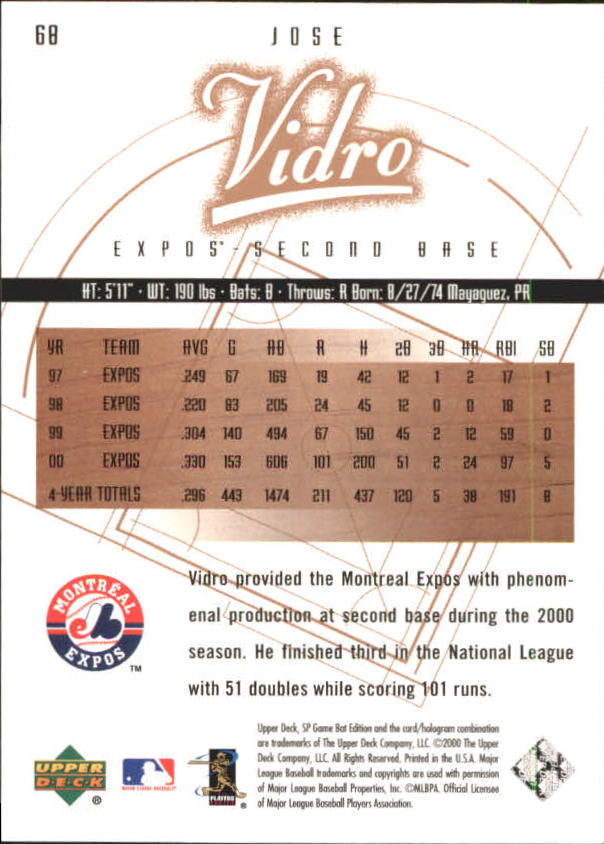 68
JOSE
Vidro
EXPOS™ - SECOND BASE
HT: 5'11" · WT: 190 lbs · Bats: B · Throws: R Born: 8/27/74 Mayaguez, PR
YR TEAM AVG G AB R H 2B 3B HR RBI SB
97 EXPOS .249 67 169 19 42 12 1 2 17 1
98 EXPOS .220 83 205 24 45 12 0 0 18 2
99 EXPOS .304 140 494 67 150 45 2 12 59 0
00 EXPOS .330 153 606 101 200 51 2 24 97 5
4-YEAR TOTALS .296 443 1474 211 437 120 5 38 191 8
Vidro provided the Montreal Expos with phenom-
enal production at second base during the 2000
season. He finished third in the National League
with 51 doubles while scoring 101 runs.
MONTRÉAL
EXPOS
™
Upper Deck, SP Game Bat Edition and the card/hologram combination
are trademarks of The Upper Deck Company, LLC. ©2000 The Upper
Deck Company, LLC. All Rights Reserved. Printed in the U.S.A. Major
League Baseball trademarks and copyrights are used with permission
of Major League Baseball Properties, Inc. ©MLBPA. Official Licensee
of Major League Baseball Players Association.
UPPER
DECK
®
MAJOR LEAGUE BASEBALL
PLAYERS
®